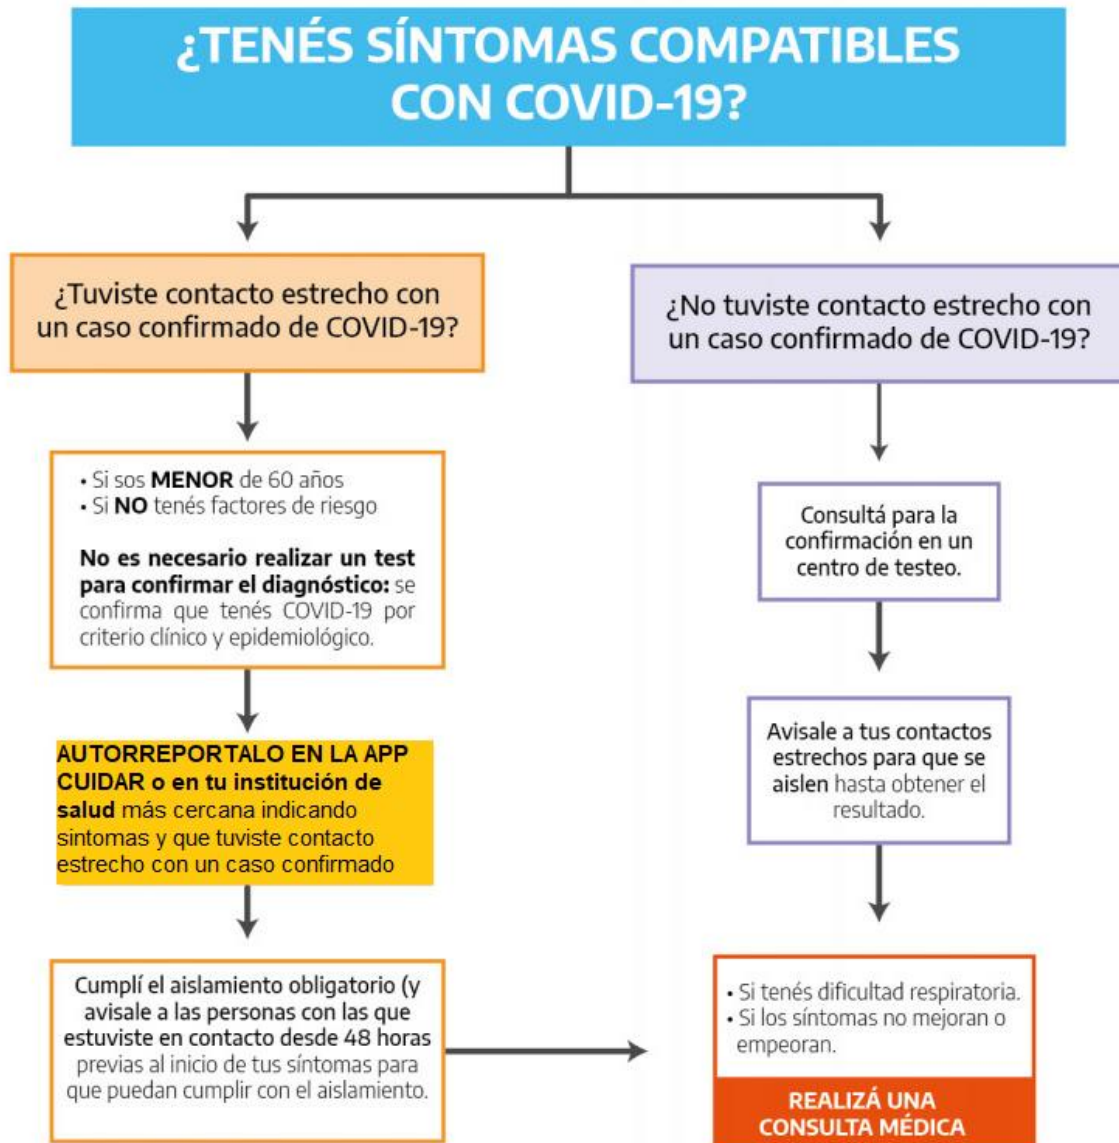 ¿TENÉS SÍNTOMAS COMPATIBLES
CON COVID-19?
¿Tuviste contacto estrecho con
un caso confirmado de COVID-19?
• Si sos MENOR de 60 años
• Si NO tenés factores de riesgo
No es necesario realizar un test
para confirmar el diagnóstico: se
confirma que tenés COVID-19 por
criterio clínico y epidemiológico.
AUTORREPORTALO EN LA APP
CUIDAR o en tu institución de
salud más cercana indicando
sintomas y que tuviste contacto
estrecho con un caso confirmado
Cumplí el aislamiento obligatorio (y
avisale a las personas con las que
estuviste en contacto desde 48 horas
previas al inicio de tus síntomas para
que puedan cumplir con el aislamiento.
¿No tuviste contacto estrecho con
un caso confirmado de COVID-19?
Consultá para la
confirmación en un
centro de testeo.
Avisale a tus contactos
estrechos para que se
aislen hasta obtener el
resultado.
• Si tenés dificultad respiratoria.
• Si los síntomas no mejoran o
empeoran.
REALIZÁ UNA
CONSULTA MÉDICA